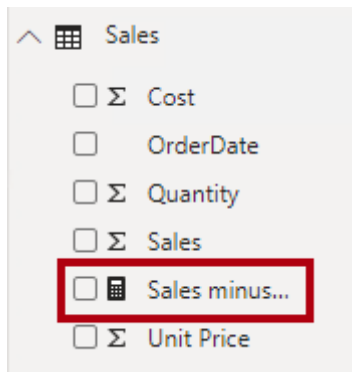 Sales
Σ Cost
OrderDate
Σ Quantity
Σ Sales
Sales minus...
Σ Unit Price